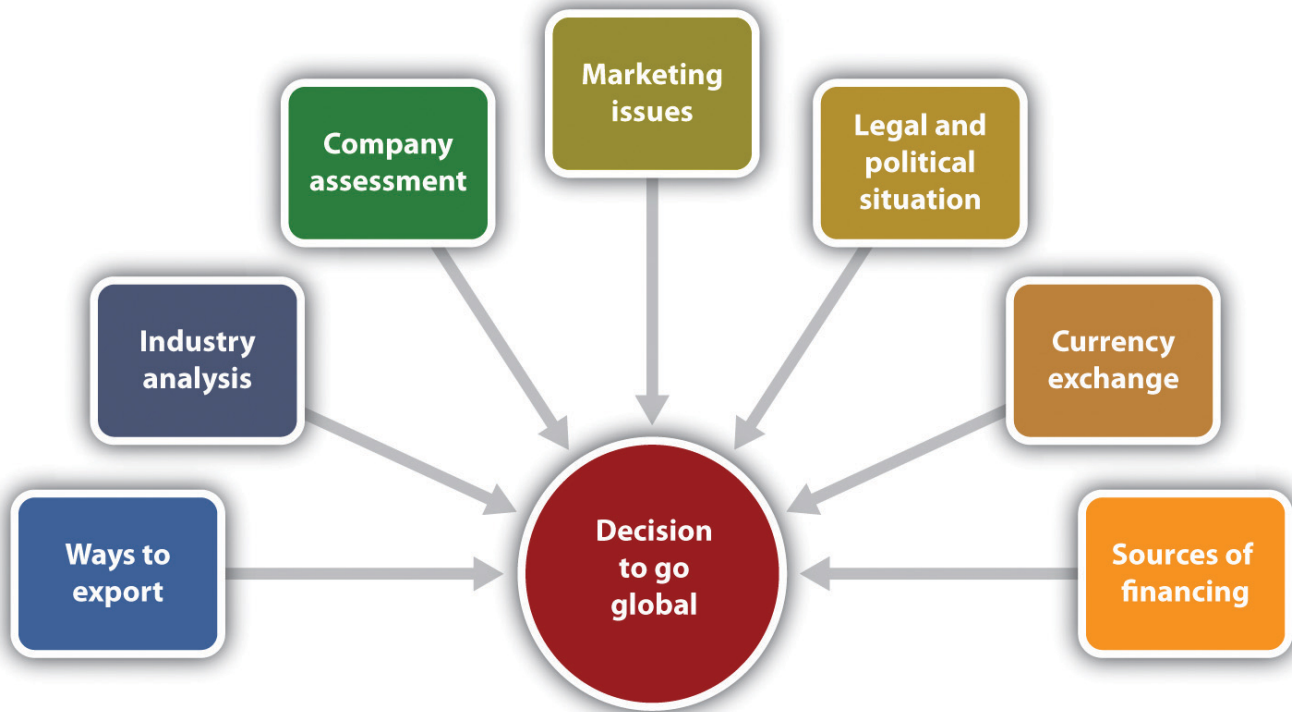 Marketing
issues
Company
assessment
Legal and
political
situation
Industry
analysis
Currency
exchange
Ways to
export
Decision
to go
global
Sources of
financing